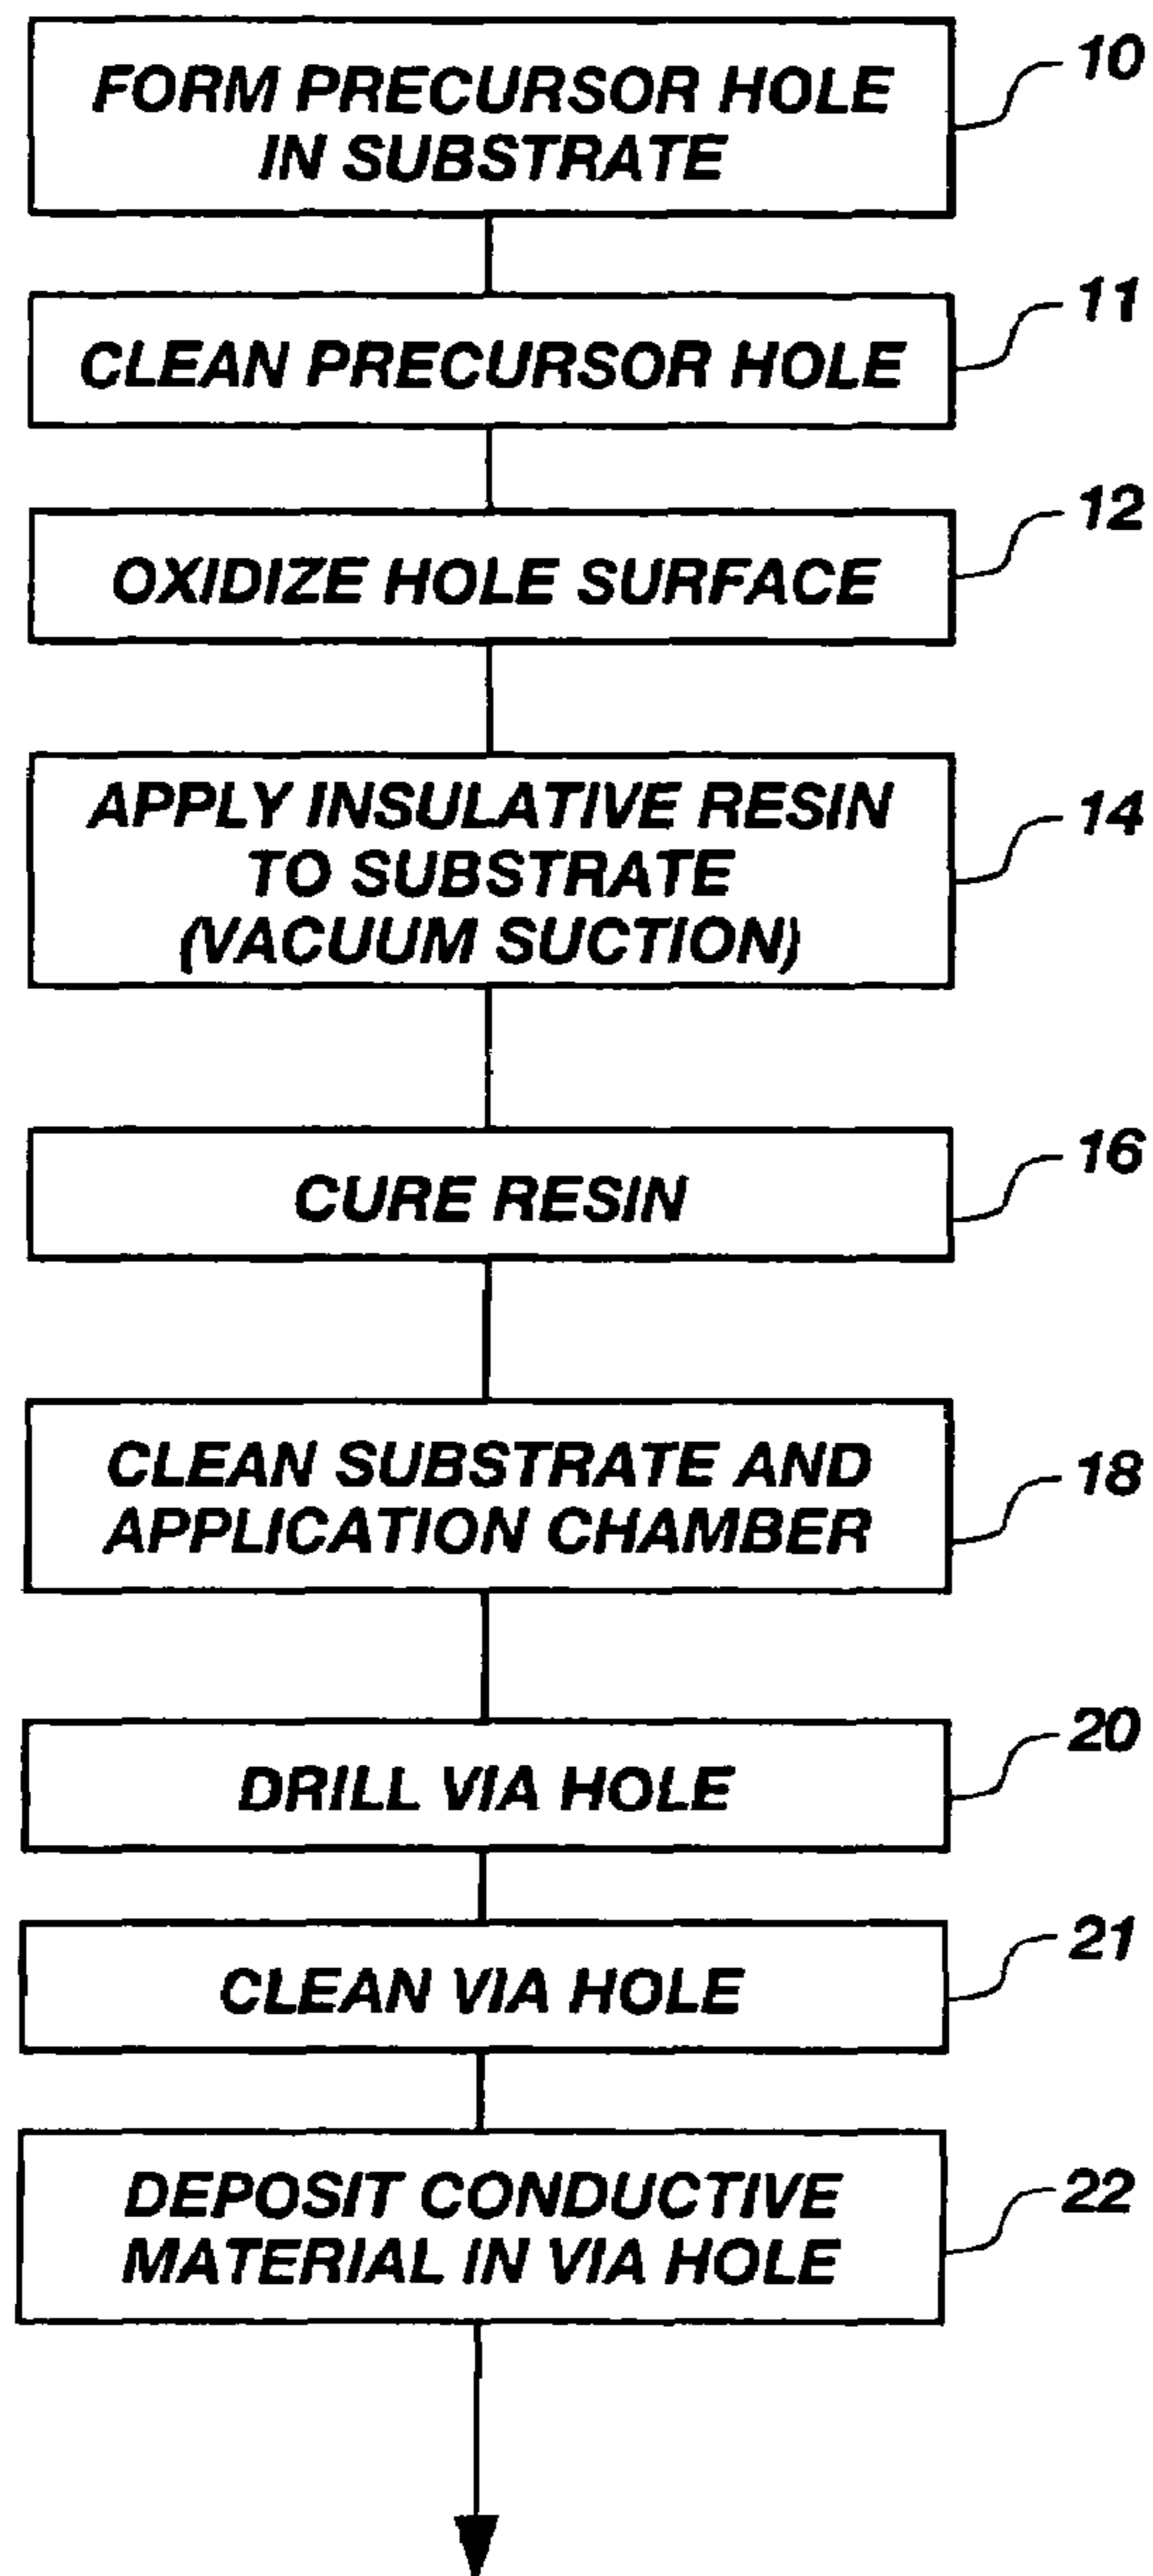 FORM PRECURSOR HOLE
IN SUBSTRATE
10
CLEAN PRECURSOR HOLE
11
OXIDIZE HOLE SURFACE
12
APPLY INSULATIVE RESIN
TO SUBSTRATE
(VACUUM SUCTION)
14
CURE RESIN
16
CLEAN SUBSTRATE AND
APPLICATION CHAMBER
18
DRILL VIA HOLE
20
CLEAN VIA HOLE
21
DEPOSIT CONDUCTIVE
MATERIAL IN VIA HOLE
22